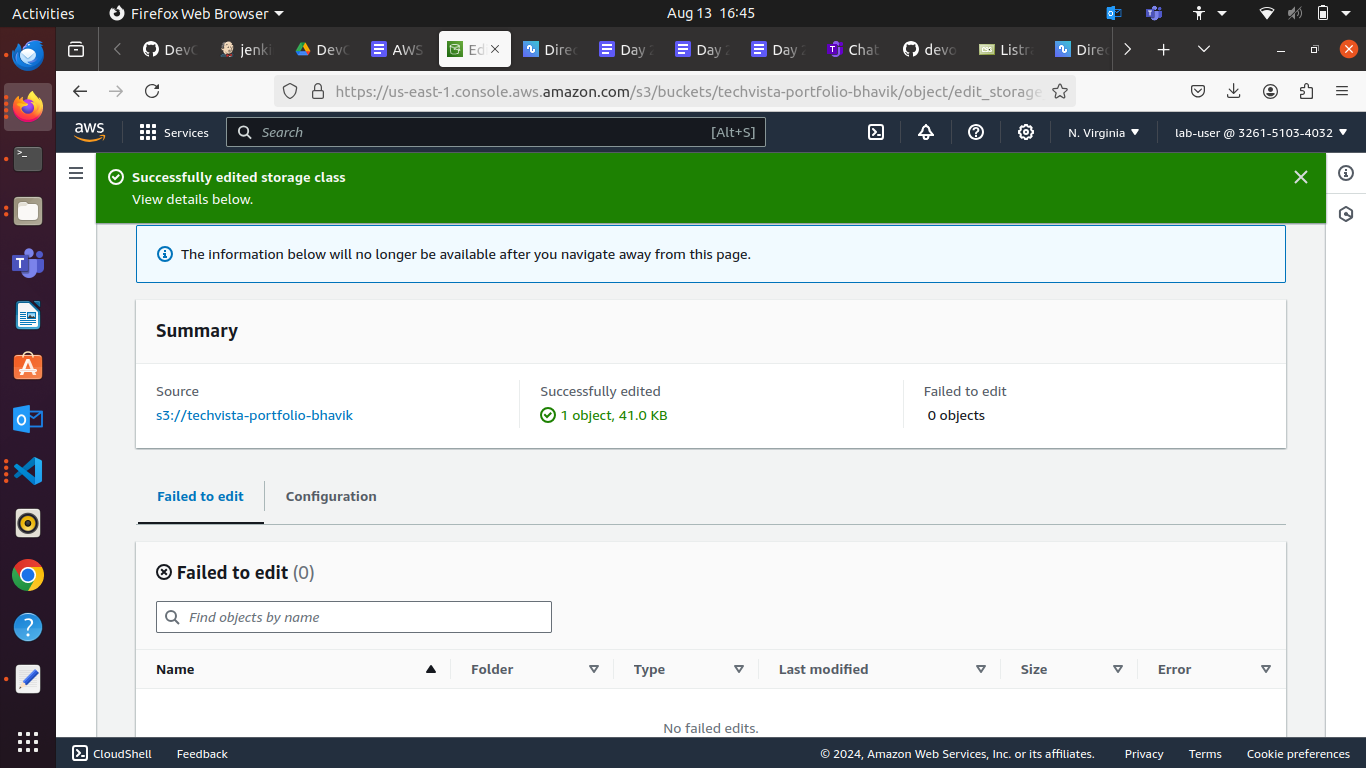 Activities Firefox Web Browser Aug 13 16:45
DevO jenki DevO AWS Ed Direc Day 2 Day Day 2 Chat devo Listra Direc
https://us-east-1.console.aws.amazon.com/s3/buckets/techvista-portfolio-bhavik/object/edit_storage
aws Services Search [Alt+S] N. Virginia lab-user @ 3261-5103-4032
Successfully edited storage class
View details below.
The information below will no longer be available after you navigate away from this page.
Summary
Source Successfully edited Failed to edit
s3://techvista-portfolio-bhavik 1 object, 41.0 KB 0 objects
Failed to edit Configuration
Failed to edit (0)
Find objects by name
Name Folder Type Last modified Size Error
No failed edits.
CloudShell Feedback © 2024, Amazon Web Services, Inc. or its affiliates. Privacy Terms Cookie preferences